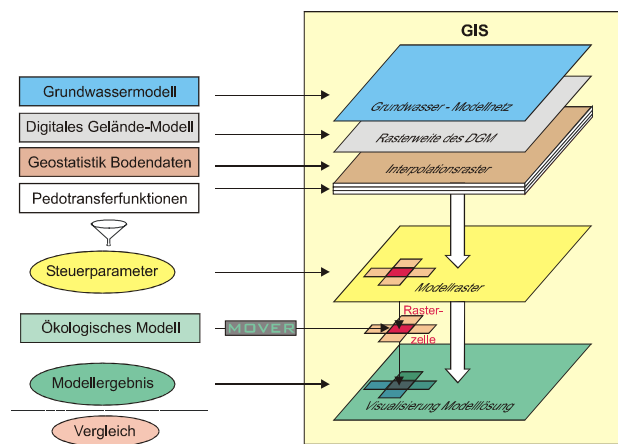 GIS
Grundwassermodell
Grundwasser - Modellnetz
Digitales Gelände-Modell
Rasterweite des DGM
Geostatistik Bodendaten
Interpolationsraster
Pedotransferfunktionen
Steuerparameter
Modellraster
Ökologisches Modell
MOVER
Raster-
zelle
Modellergebnis
Visualisierung Modelllösung
Vergleich